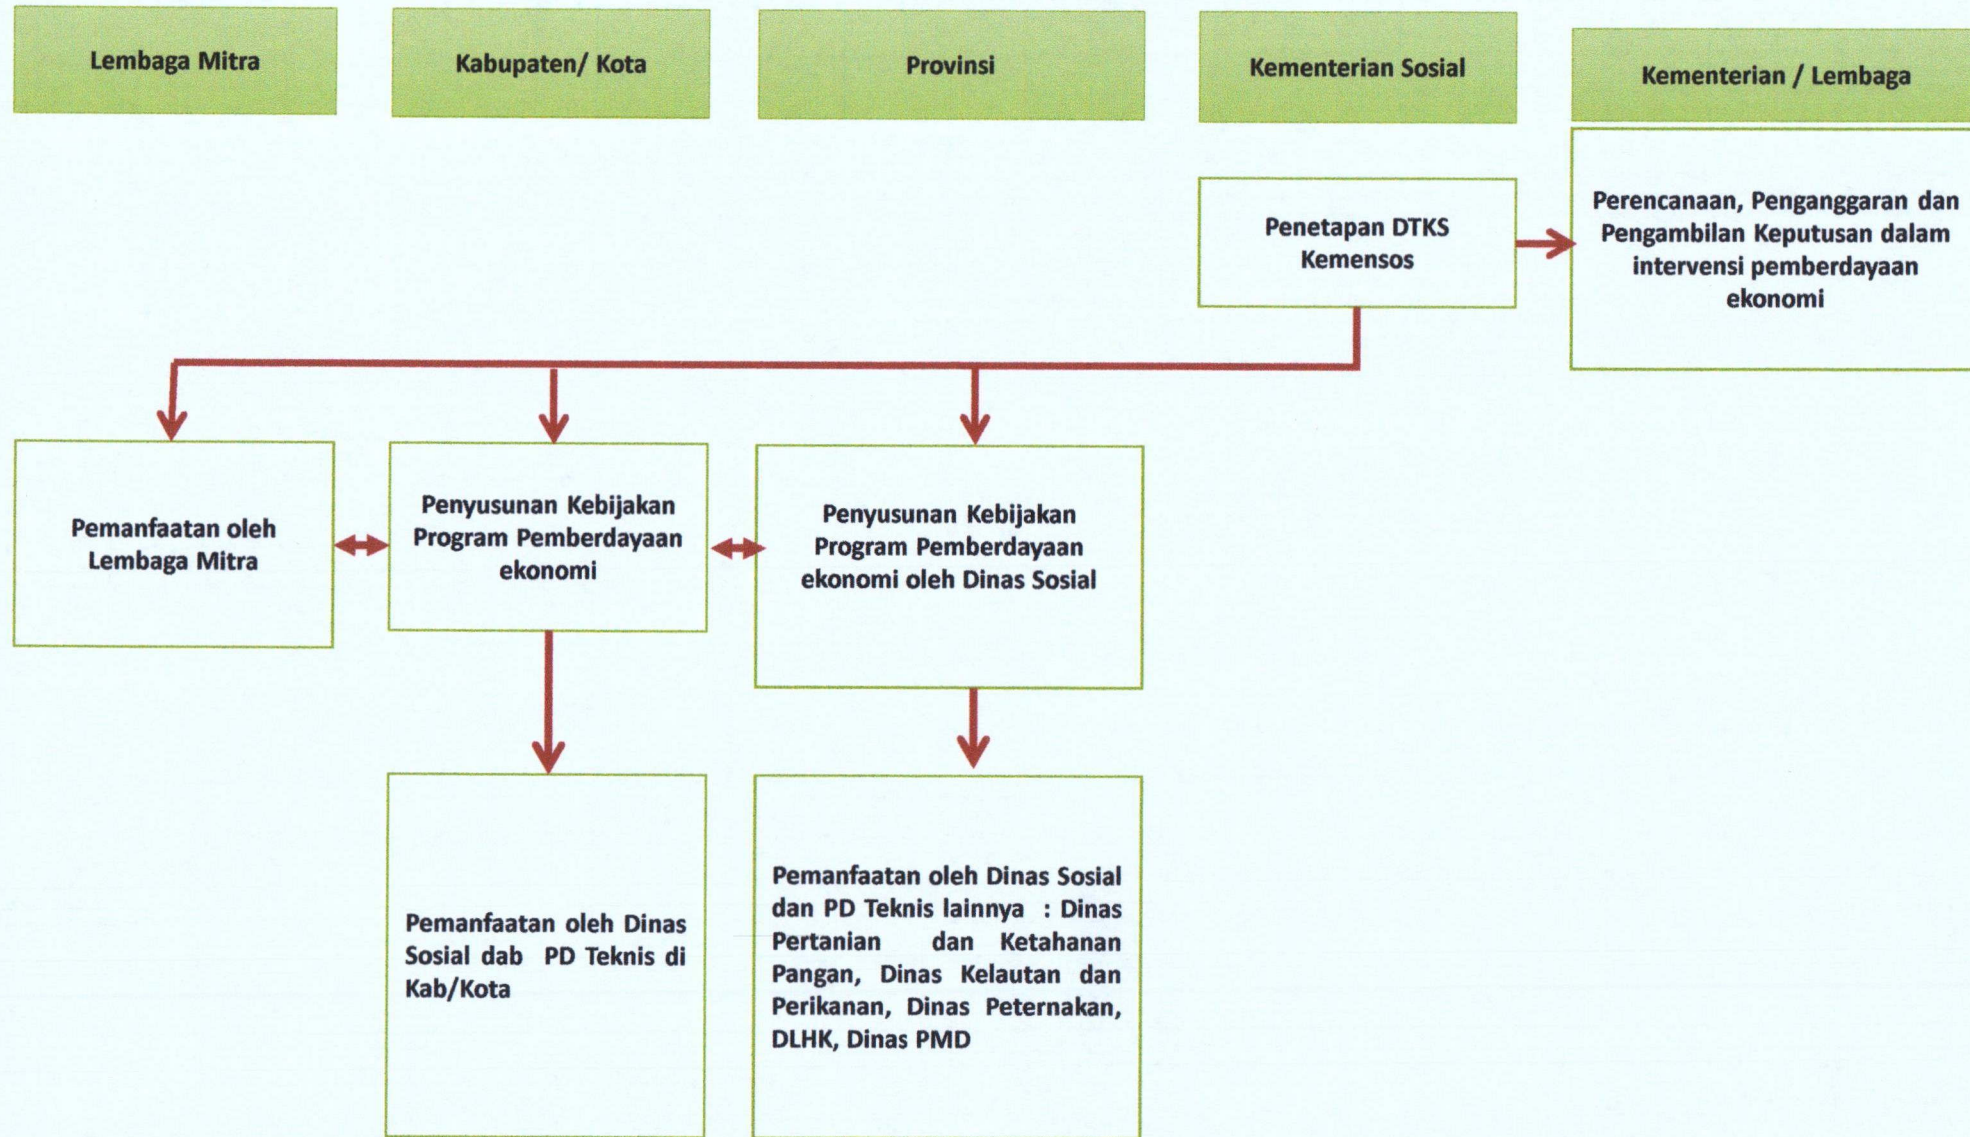 Lembaga Mitra
Kabupaten/ Kota
Provinsi
Kementerian Sosial
Kementerian / Lembaga
Penetapan DTKS
Kemensos
Perencanaan, Penganggaran dan
Pengambilan Keputusan dalam
intervensi pemberdayaan
ekonomi
Pemanfaatan oleh
Lembaga Mitra
Penyusunan Kebijakan
Program Pemberdayaan
ekonomi
Penyusunan Kebijakan
Program Pemberdayaan
ekonomi oleh Dinas Sosial
Pemanfaatan oleh Dinas
Sosial dab PD Teknis di
Kab/Kota
Pemanfaatan oleh Dinas Sosial
dan PD Teknis lainnya : Dinas
Pertanian dan Ketahanan
Pangan, Dinas Kelautan dan
Perikanan, Dinas Peternakan,
DLHK, Dinas PMD